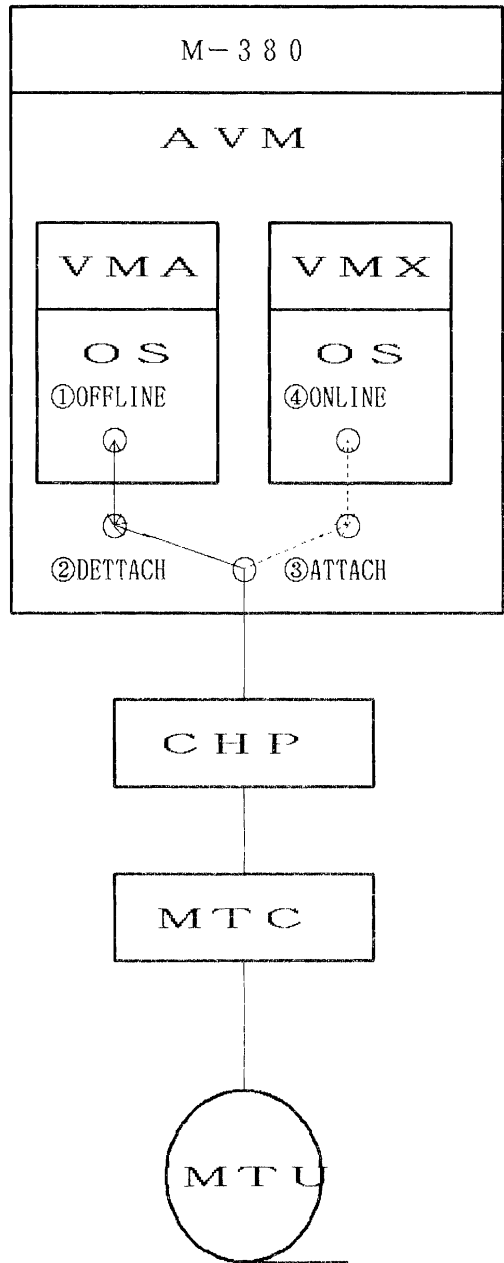 M-380
AVM
VMA VMX
OS OS
①OFFLINE ④ONLINE
②DETTACH ③ATTACH
CHP
MTC
MTU